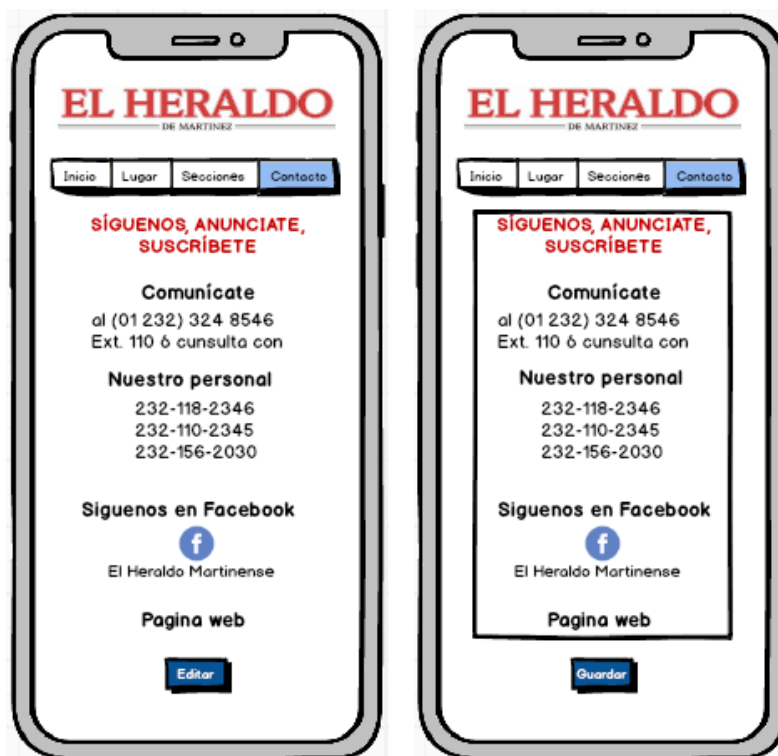 EL HERALDO
DE MARTINEZ
Inicio Lugar Secciones Contacto
SÍGUENOS, ANUNCIATE,
SUSCRÍBETE
Comunícate
al (01 232) 324 8546
Ext. 110 ó cunsulta con
Nuestro personal
232-118-2346
232-110-2345
232-156-2030
Siguenos en Facebook
f
El Heraldo Martinense
Pagina web
Editar
EL HERALDO
DE MARTINEZ
Inicio Lugar Secciones Contacto
SÍGUENOS, ANUNCIATE,
SUSCRÍBETE
Comunícate
al (01 232) 324 8546
Ext. 110 ó cunsulta con
Nuestro personal
232-118-2346
232-110-2345
232-156-2030
Siguenos en Facebook
f
El Heraldo Martinense
Pagina web
Guardar